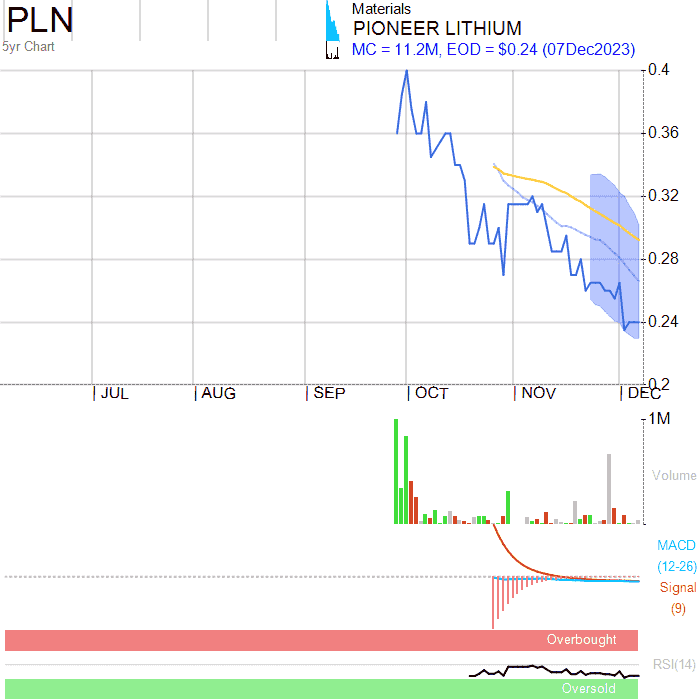 PLN
5yr Chart
Materials
PIONEER LITHIUM
MC = 11.2M, EOD = $0.24 (07Dec2023)
0.4
0.36
0.32
0.28
0.24
0.2
JUL AUG SEP OCT NOV DEC
1M
Volume
MACD
(12-26)
Signal
(9)
Overbought
RSI(14)
Oversold